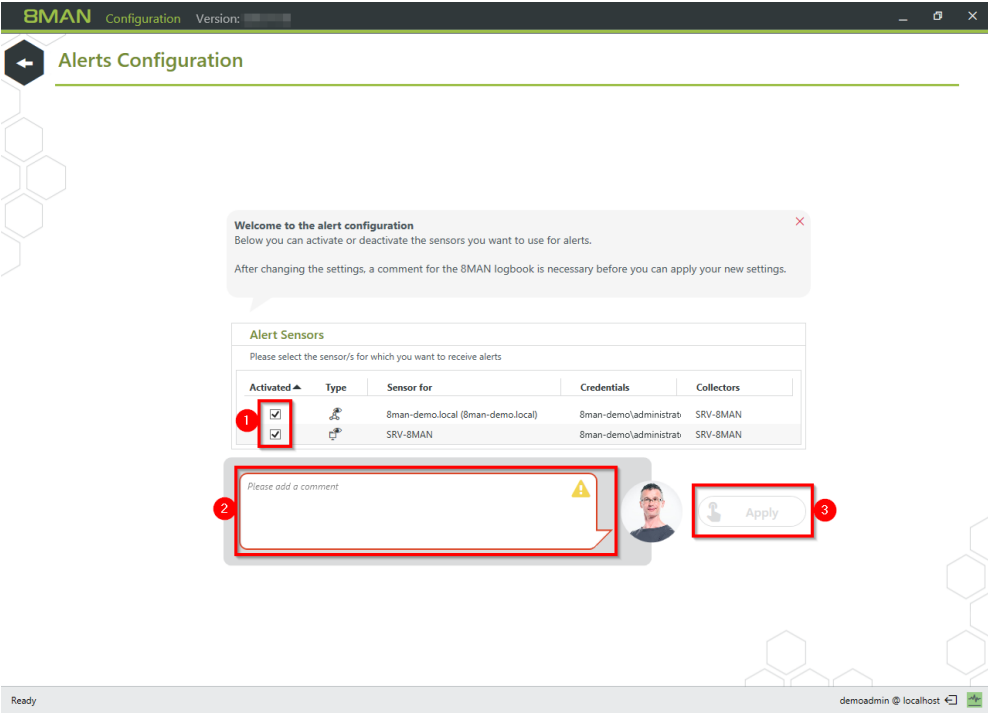 8MAN Configuration Version:
Alerts Configuration
Welcome to the alert configuration
Below you can activate or deactivate the sensors you want to use for alerts.
After changing the settings, a comment for the 8MAN logbook is necessary before you can apply your new settings.
Alert Sensors
Please select the sensor/s for which you want to receive alerts
Activated Type Sensor for Credentials Collectors
1
8man-demo.local (8man-demo.local) 8man-demo\administrat SRV-8MAN
SRV-8MAN 8man-demo\administrat SRV-8MAN
2
Please add a comment
Apply
3
Ready demoadmin @ localhost